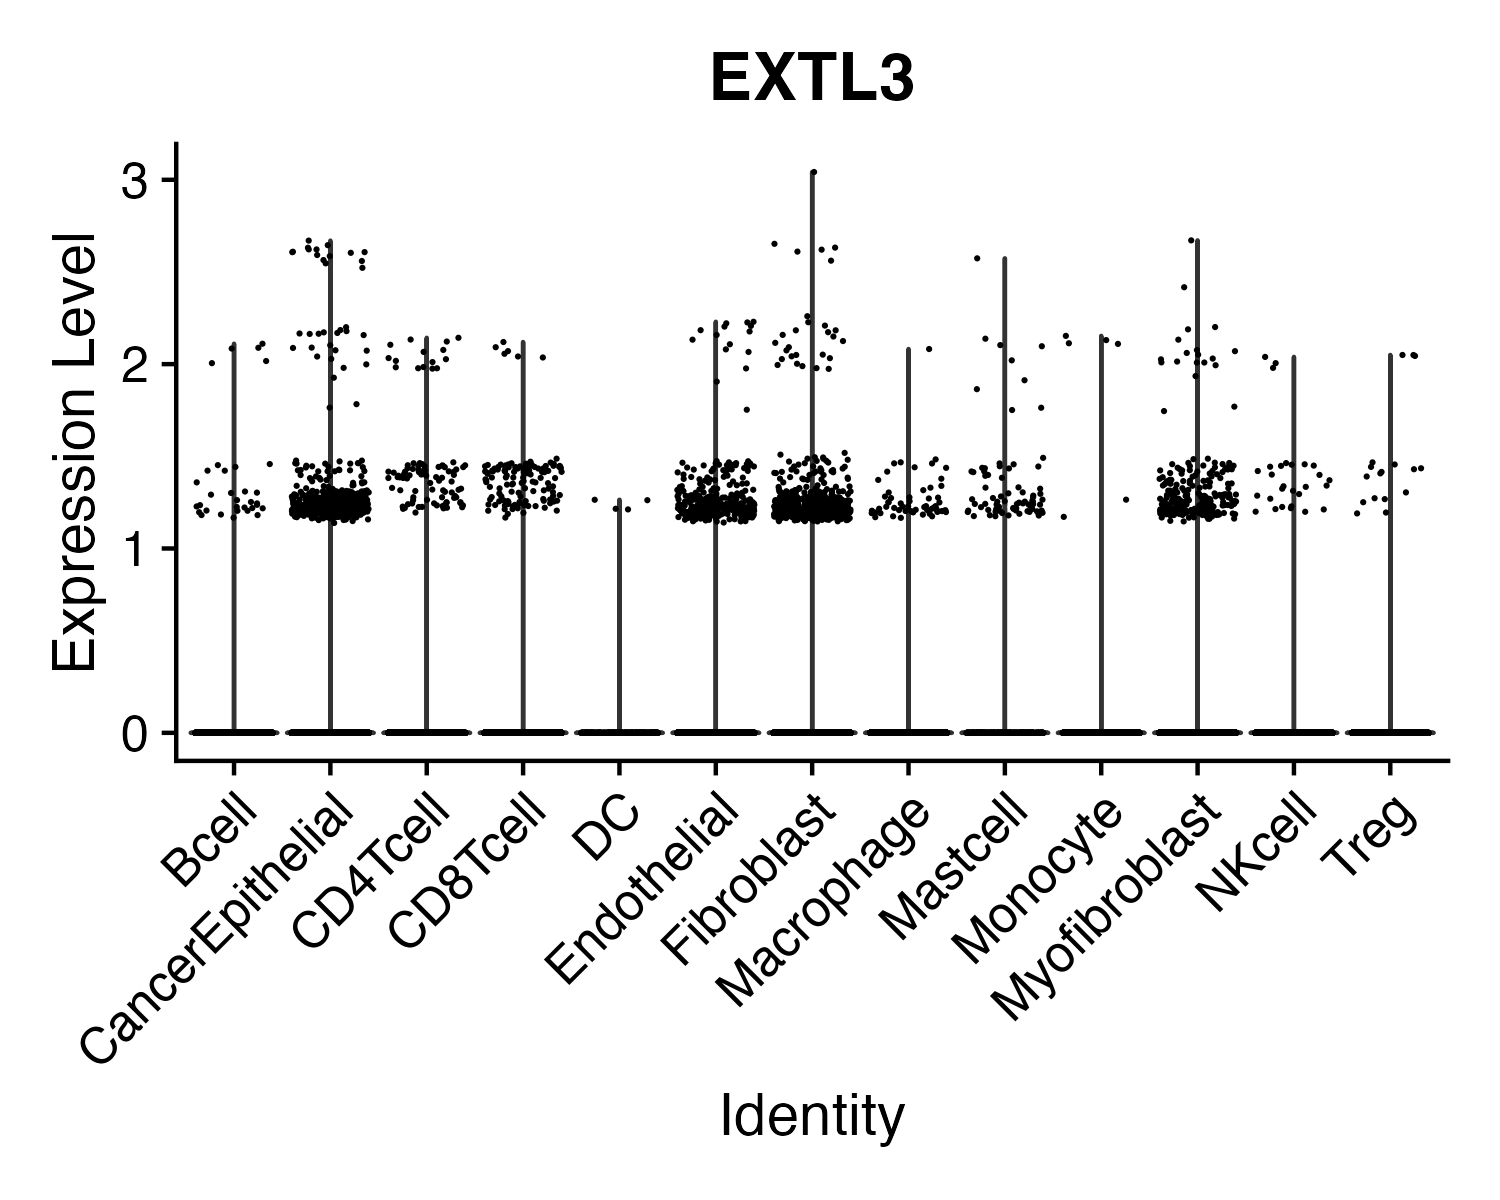 EXTL3
Expression Level
3
2
1
0
Bcell
CancerEpithelial
CD4Tcell
CD8Tcell
DC
Endothelial
Fibroblast
Macrophage
Mastcell
Monocyte
Myofibroblast
NKcell
Treg
Identity